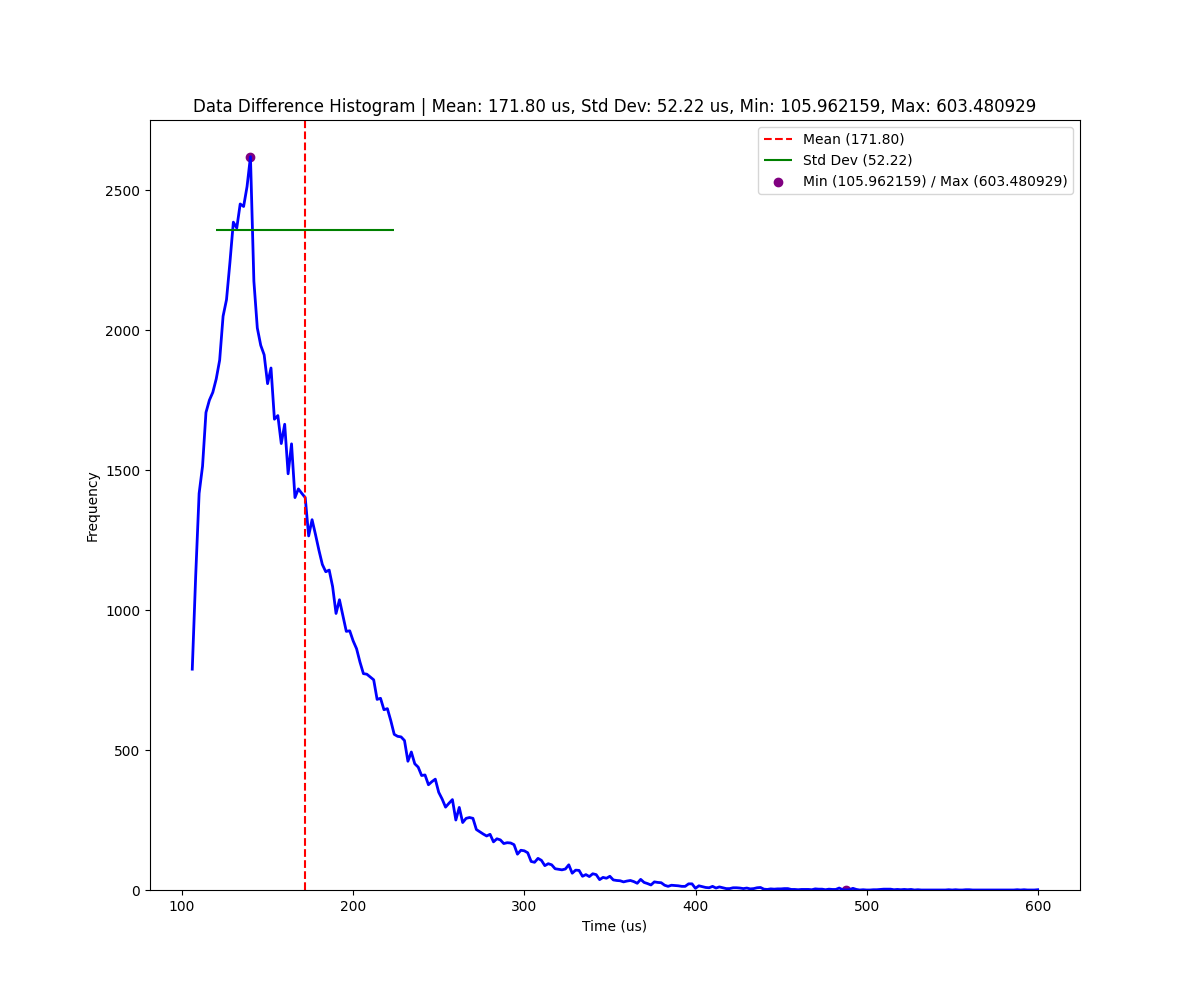 Data Difference Histogram | Mean: 171.80 us, Std Dev: 52.22 us, Min: 105.962159, Max: 603.480929
Mean (171.80)
Std Dev (52.22)
Min (105.962159) / Max (603.480929)
2500
2000
1500
1000
500
0
Frequency
100 200 300 400 500 600
Time (us)